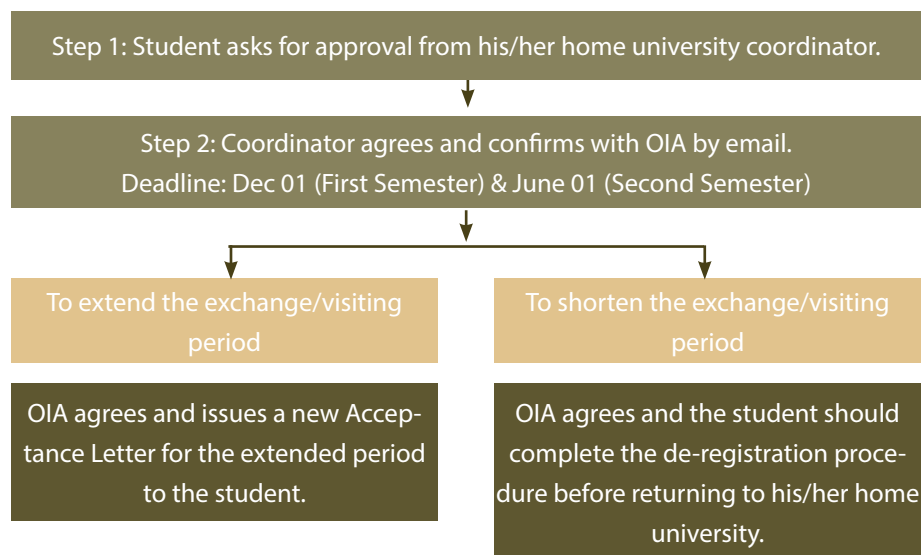 Step 1: Student asks for approval from his/her home university coordinator.
Step 2: Coordinator agrees and confirms with OIA by email.
Deadline: Dec 01 (First Semester) & June 01 (Second Semester)
To extend the exchange/visiting
period
OIA agrees and issues a new Accep-
tance Letter for the extended period
to the student.
To shorten the exchange/visiting
period
OIA agrees and the student should
complete the de-registration proce-
dure before returning to his/her home
university.